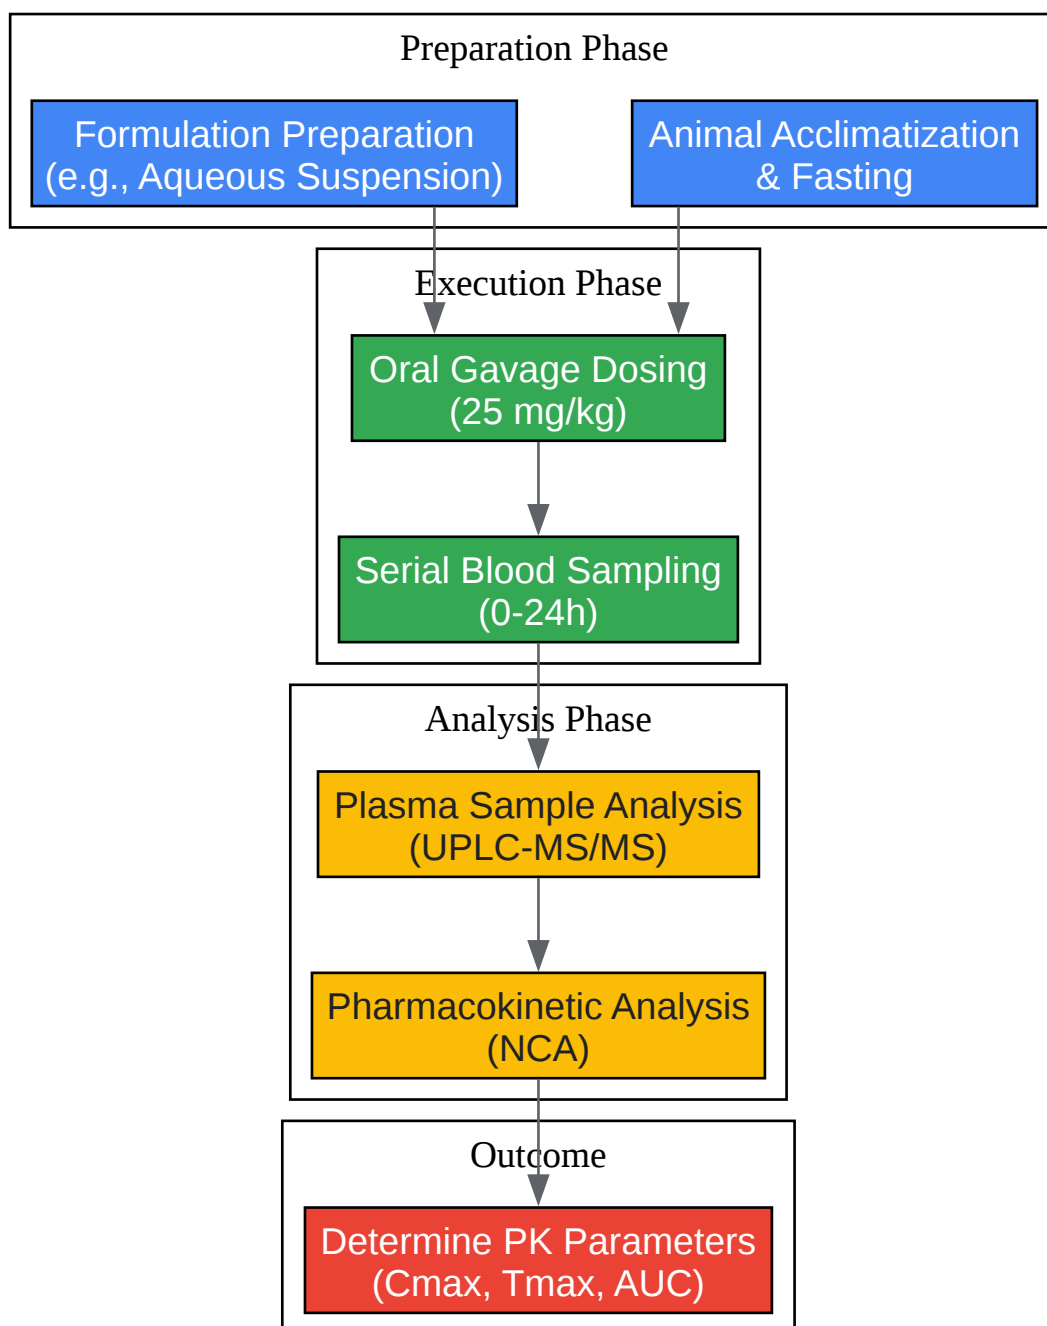 Preparation Phase
Formulation Preparation
(e.g., Aqueous Suspension)
Animal Acclimatization
& Fasting
Execution Phase
Oral Gavage Dosing
(25 mg/kg)
Serial Blood Sampling
(0-24h)
Analysis Phase
Plasma Sample Analysis
(UPLC-MS/MS)
Pharmacokinetic Analysis
(NCA)
Outcome
Determine PK Parameters
(Cmax, Tmax, AUC)